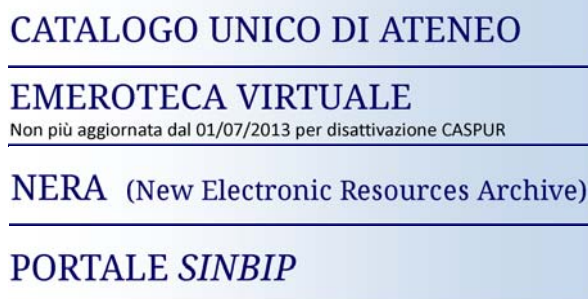 CATALOGO UNICO DI ATENEO
EMEROTECA VIRTUALE
Non più aggiornata dal 01/07/2013 per disattivazione CASPUR
NERA (New Electronic Resources Archive)
PORTALE SINBIP